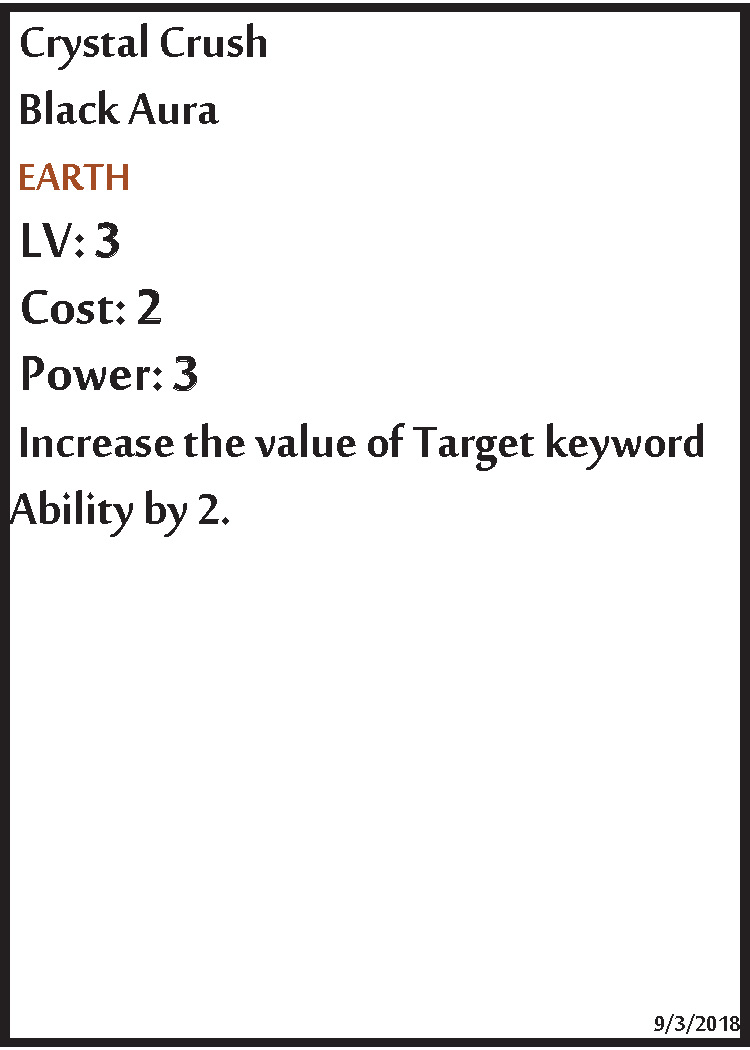 Crystal Crush
Black Aura
EARTH
LV: 3
Cost: 2
Power: 3
Increase the value of Target keyword
Ability by 2.
9/3/2018